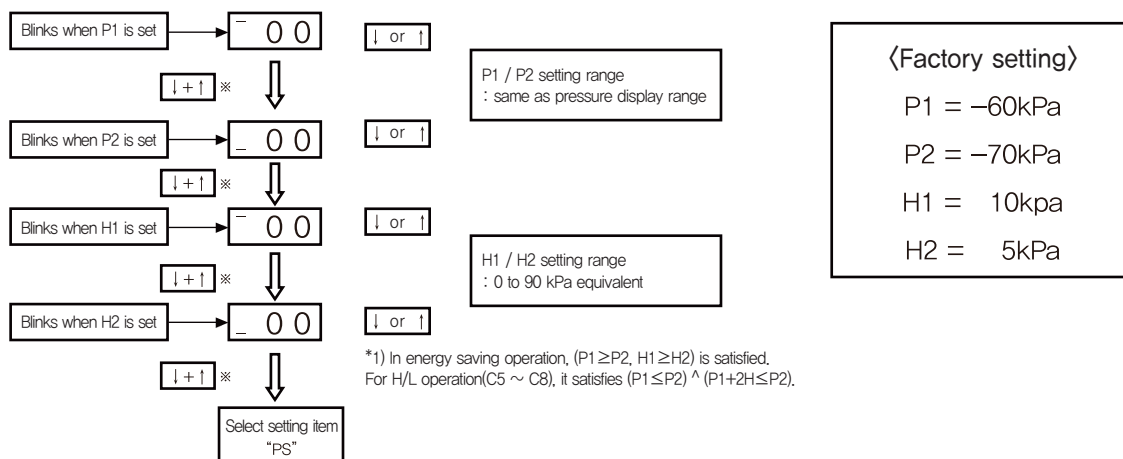 Blinks when P1 is set
‾ 0 0
↓ or ↑
↓+↑ ※
P1 / P2 setting range
: same as pressure display range
Blinks when P2 is set
_ 0 0
↓ or ↑
↓+↑ ※
Blinks when H1 is set
‾ 0 0
↓ or ↑
↓+↑ ※
H1 / H2 setting range
: 0 to 90 kPa equivalent
Blinks when H2 is set
_ 0 0
↓ or ↑
↓+↑ ※
*1) In energy saving operation, (P1≥P2, H1≥H2) is satisfied.
For H/L operation(C5 ～ C8), it satisfies (P1≤P2) ^ (P1+2H≤P2).
Select setting item
“PS”
〈Factory setting〉
P1 = −60kPa
P2 = −70kPa
H1 = 10kpa
H2 = 5kPa